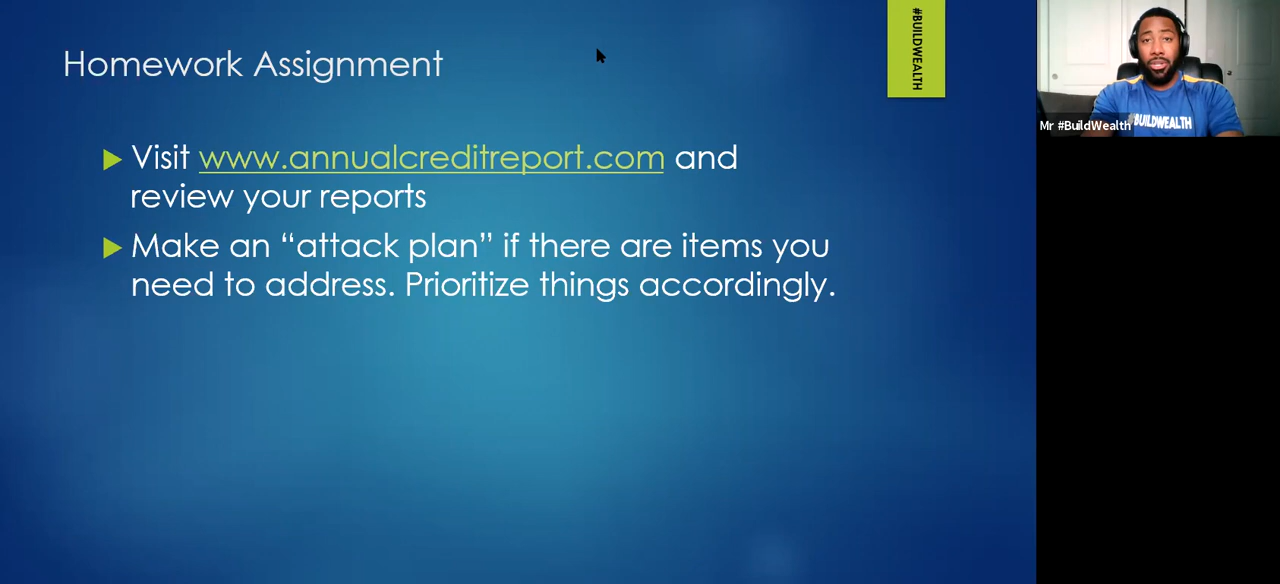 Homework Assignment
#BUILDWEALTH
Visit www.annualcreditreport.com and
review your reports
Make an “attack plan” if there are items you
need to address. Prioritize things accordingly.
Mr #BuildWealth
#BUILDWEALTH